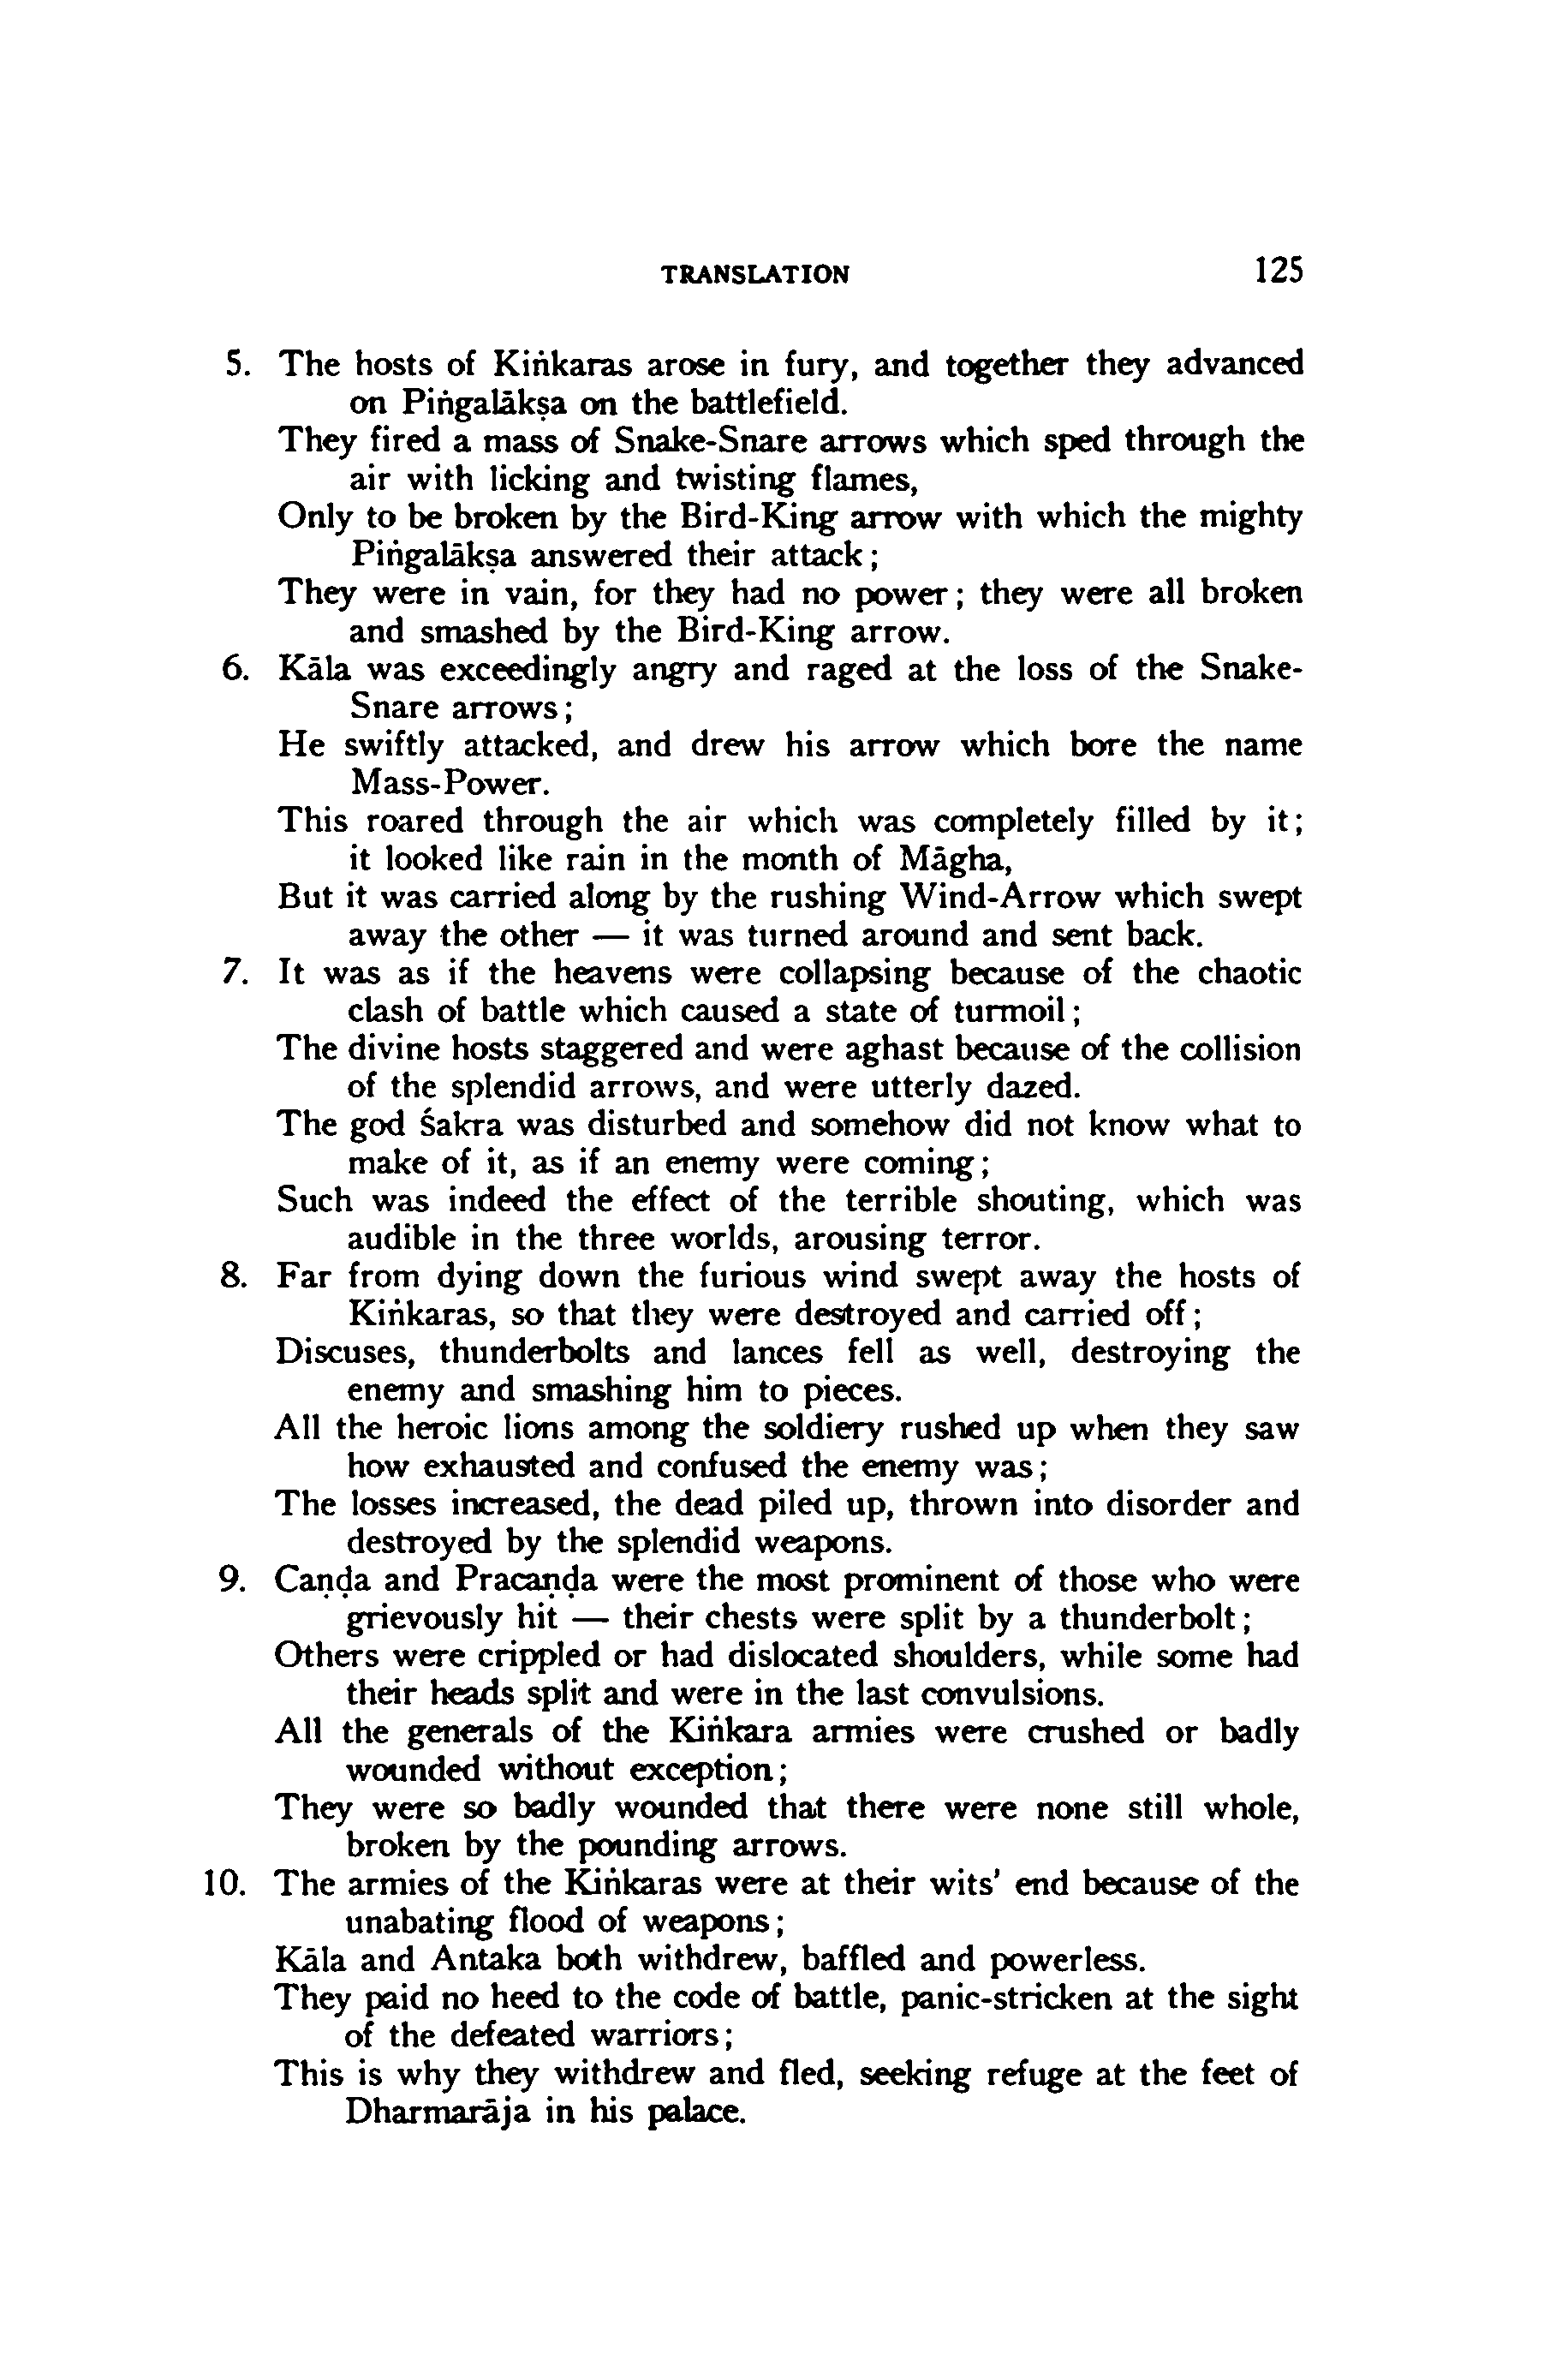 TRANSLATION 125
5. The hosts of Kiṅkaras arose in fury, and together they advanced
on Piṅgalākṣa on the battlefield.
They fired a mass of Snake-Snare arrows which sped through the
air with licking and twisting flames,
Only to be broken by the Bird-King arrow with which the mighty
Piṅgalākṣa answered their attack;
They were in vain, for they had no power; they were all broken
and smashed by the Bird-King arrow.
6. Kāla was exceedingly angry and raged at the loss of the Snake-
Snare arrows;
He swiftly attacked, and drew his arrow which bore the name
Mass-Power.
This roared through the air which was completely filled by it;
it looked like rain in the month of Māgha,
But it was carried along by the rushing Wind-Arrow which swept
away the other — it was turned around and sent back.
7. It was as if the heavens were collapsing because of the chaotic
clash of battle which caused a state of turmoil;
The divine hosts staggered and were aghast because of the collision
of the splendid arrows, and were utterly dazed.
The god śakra was disturbed and somehow did not know what to
make of it, as if an enemy were coming;
Such was indeed the effect of the terrible shouting, which was
audible in the three worlds, arousing terror.
8. Far from dying down the furious wind swept away the hosts of
Kiṅkaras, so that they were destroyed and carried off;
Discuses, thunderbolts and lances fell as well, destroying the
enemy and smashing him to pieces.
All the heroic lions among the soldiery rushed up when they saw
how exhausted and confused the enemy was;
The losses increased, the dead piled up, thrown into disorder and
destroyed by the splendid weapons.
9. Caṇḍa and Pracaṇḍa were the most prominent of those who were
grievously hit — their chests were split by a thunderbolt;
Others were crippled or had dislocated shoulders, while some had
their heads split and were in the last convulsions.
All the generals of the Kiṅkara armies were crushed or badly
wounded without exception;
They were so badly wounded that there were none still whole,
broken by the pounding arrows.
10. The armies of the Kiṅkaras were at their wits' end because of the
unabating flood of weapons;
Kāla and Antaka both withdrew, baffled and powerless.
They paid no heed to the code of battle, panic-stricken at the sight
of the defeated warriors;
This is why they withdrew and fled, seeking refuge at the feet of
Dharmarāja in his palace.